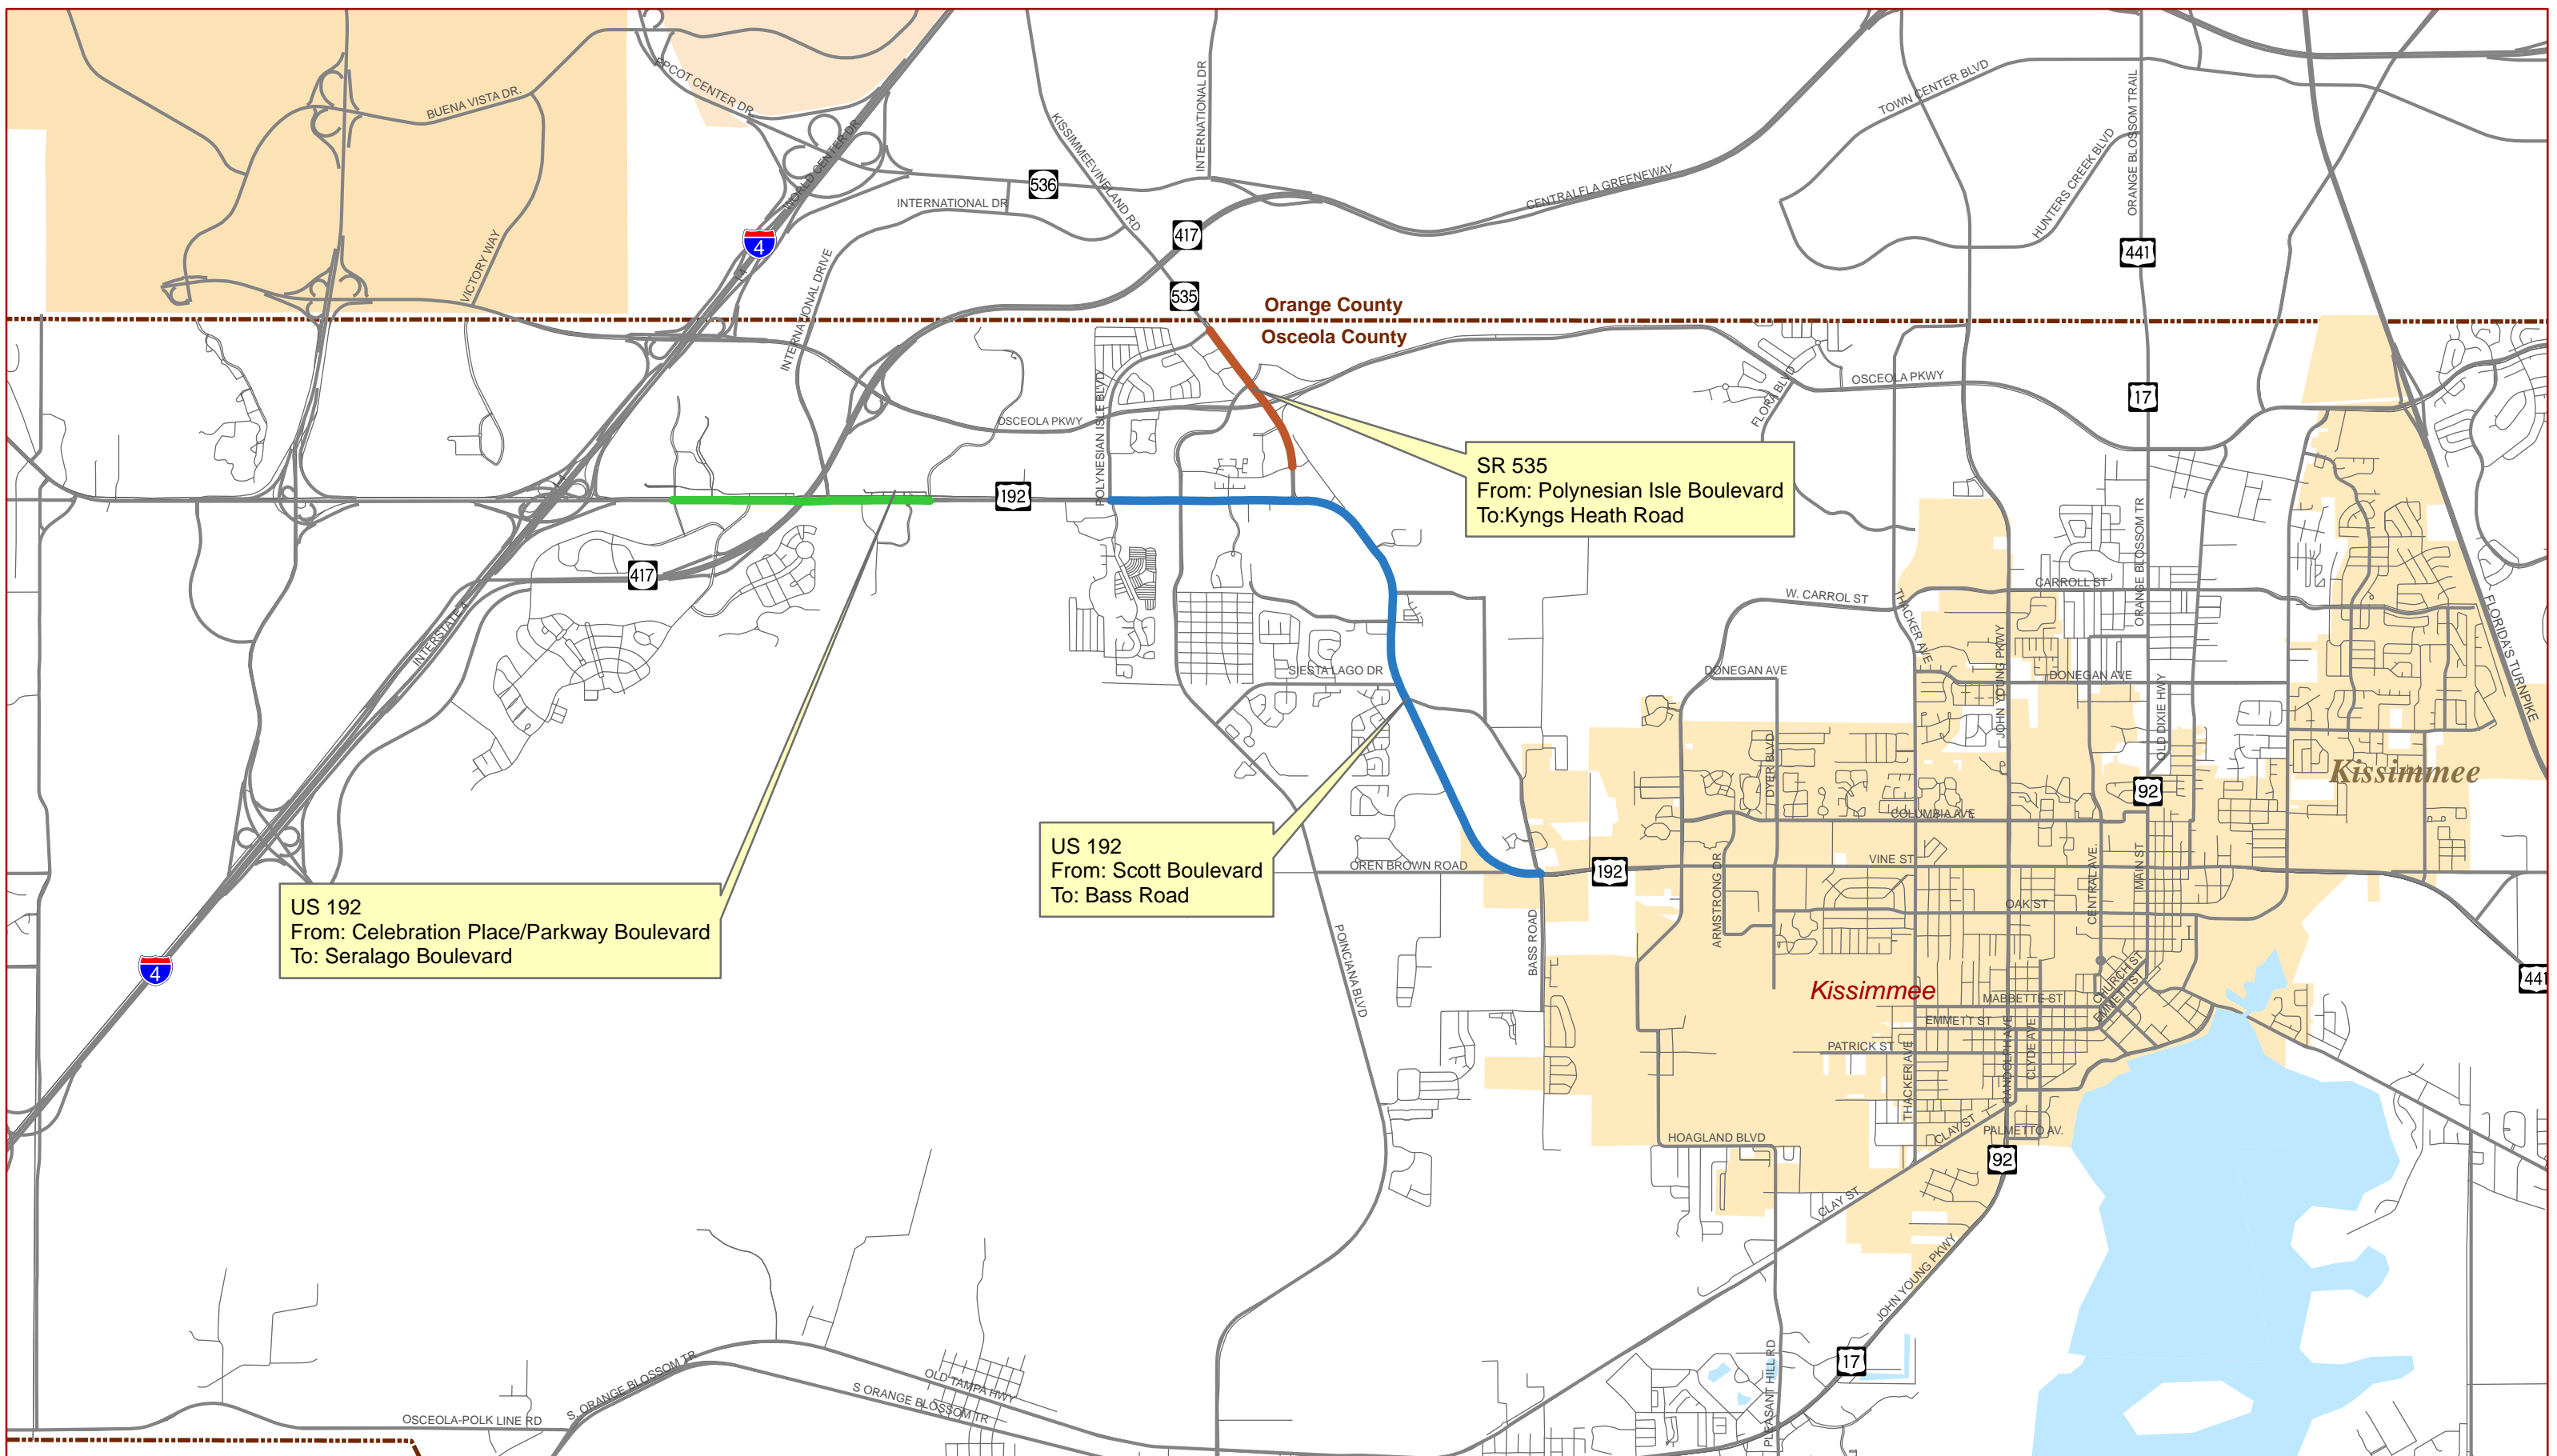 EPCOT CENTER DR
BUENA VISTA DR.
KISSIMMEEVINELAND RD
INTERNATIONAL DR
TOWN CENTER BLVD
ORANGE BLOSSOM TRAIL
HUNTERS CREEK BLVD
WORLD CENTER DR
536
CENTRALFLA GREENEWAY
INTERNATIONAL DR
417
4
441
VICTORY WAY
I-4
INTERNATIONAL DRIVE
535
Orange County
Osceola County
OSCEOLA PKWY
FLORA BLVD
17
POLYNESIAN ISLE BLVD
OSCEOLA PKWY
SR 535
From: Polynesian Isle Boulevard
To:Kyngs Heath Road
192
ORANGE BLOSSOM TR
417
CARROLL ST
W. CARROL ST
THACKER AVE
INTERSTATE 4
FLORIDA'S TURNPIKE
JOHN YOUNG PKWY
SIESTA LAGO DR
DONEGAN AVE
DONEGAN AVE
OLD DIXIE HWY
DYER BLVD
Kissimmee
92
COLUMBIA AVE
US 192
From: Scott Boulevard
To: Bass Road
OREN BROWN ROAD
192
VINE ST
MAIN ST
CENTRAL AVE.
ARMSTRONG DR
OAK ST
US 192
From: Celebration Place/Parkway Boulevard
To: Seralago Boulevard
BASS ROAD
POINCIANA BLVD
4
441
Kissimmee
CHURCH ST
MABBETTE ST
EMMETT ST
EMMETT ST
PATRICK ST
THACKER AVE
RANDOLPH AVE
CLYDE AVE
HOAGLAND BLVD
CLAY ST
PALMETTO AV.
92
CLAY ST
JOHN YOUNG PKWY
17
PLEASANT HILL RD
S. ORANGE BLOSSOM TR
OLD TAMPA HWY
S ORANGE BLOSSOM TR
OSCEOLA-POLK LINE RD